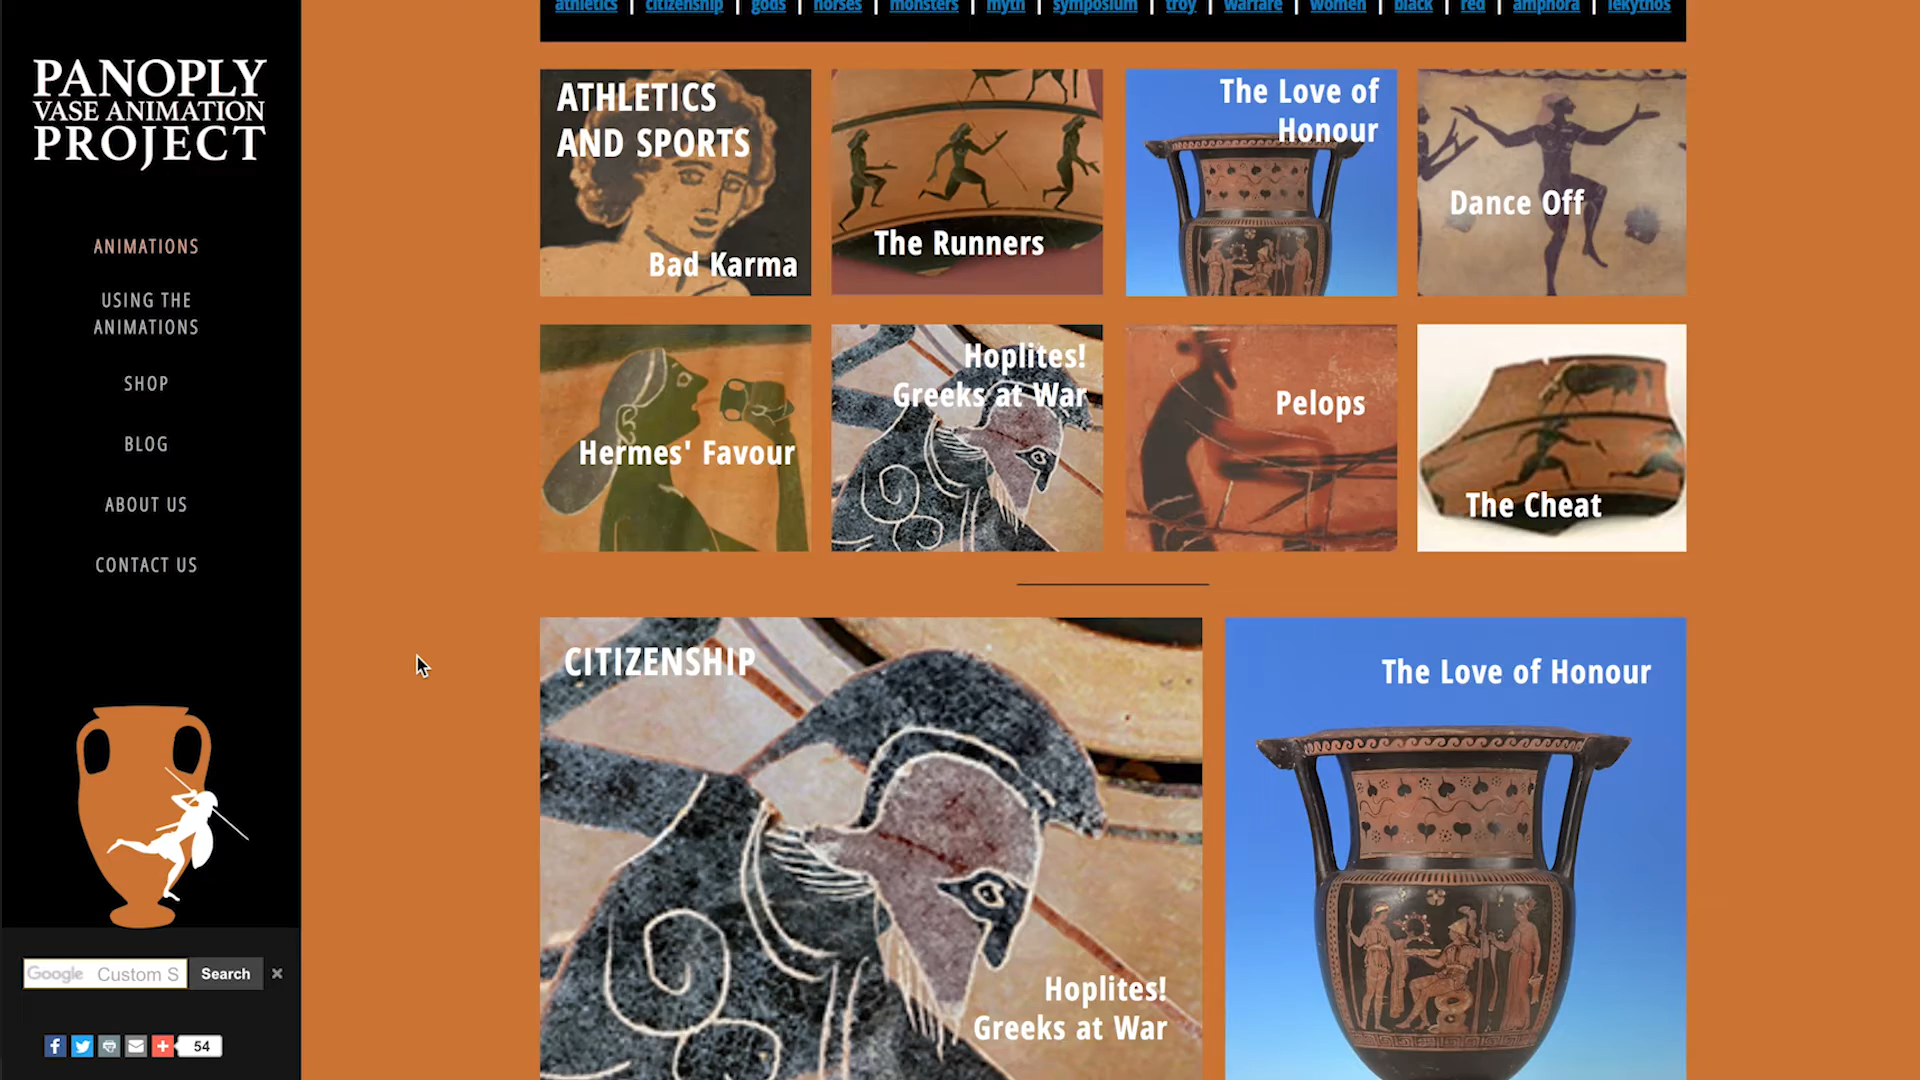 athletics | citizenship | gods | horses | monsters | myth | symposium | troy | warfare | women | black | red | amphora | lekythos
PANOPLY
VASE ANIMATION
PROJECT
ANIMATIONS
USING THE
ANIMATIONS
SHOP
BLOG
ABOUT US
CONTACT US
Google Custom S
Search
54
ATHLETICS
AND SPORTS
Bad Karma
The Runners
The Love of
Honour
Dance Off
Hermes' Favour
Hoplites!
Greeks at War
Pelops
The Cheat
CITIZENSHIP
Hoplites!
Greeks at War
The Love of Honour